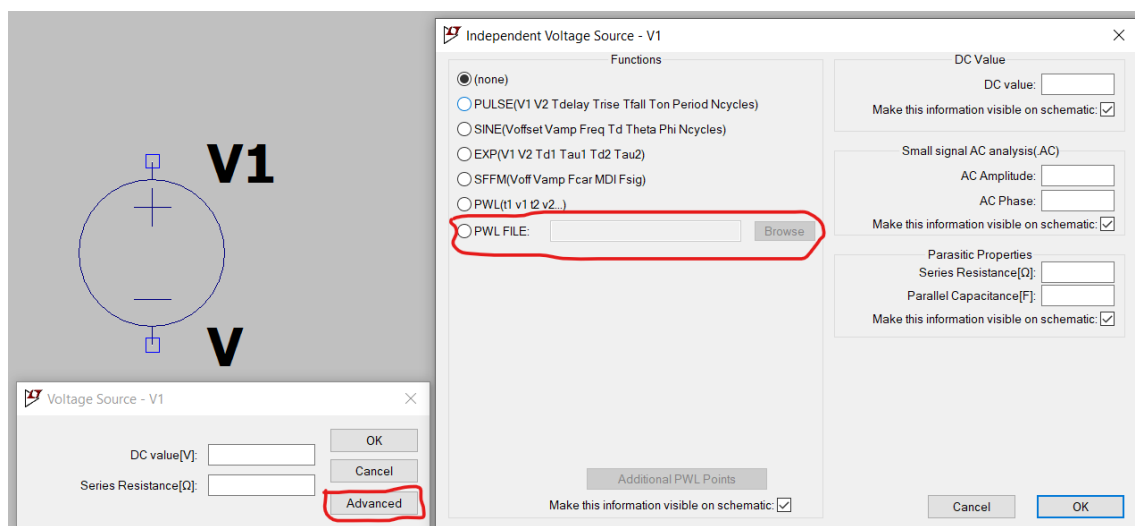 V1
V
Voltage Source - V1
DC value[V]:
Series Resistance[Ω]:
OK
Cancel
Advanced
Independent Voltage Source - V1
Functions
(none)
PULSE(V1 V2 Tdelay Trise Tfall Ton Period Ncycles)
SINE(Voffset Vamp Freq Td Theta Phi Ncycles)
EXP(V1 V2 Td1 Tau1 Td2 Tau2)
SFFM(Voff Vamp Fcar MDI Fsig)
PWL(t1 v1 t2 v2...)
PWL FILE: Browse
Additional PWL Points
Make this information visible on schematic:
DC Value
DC value:
Make this information visible on schematic:
Small signal AC analysis(.AC)
AC Amplitude:
AC Phase:
Make this information visible on schematic:
Parasitic Properties
Series Resistance[Ω]:
Parallel Capacitance[F]:
Make this information visible on schematic:
Cancel OK